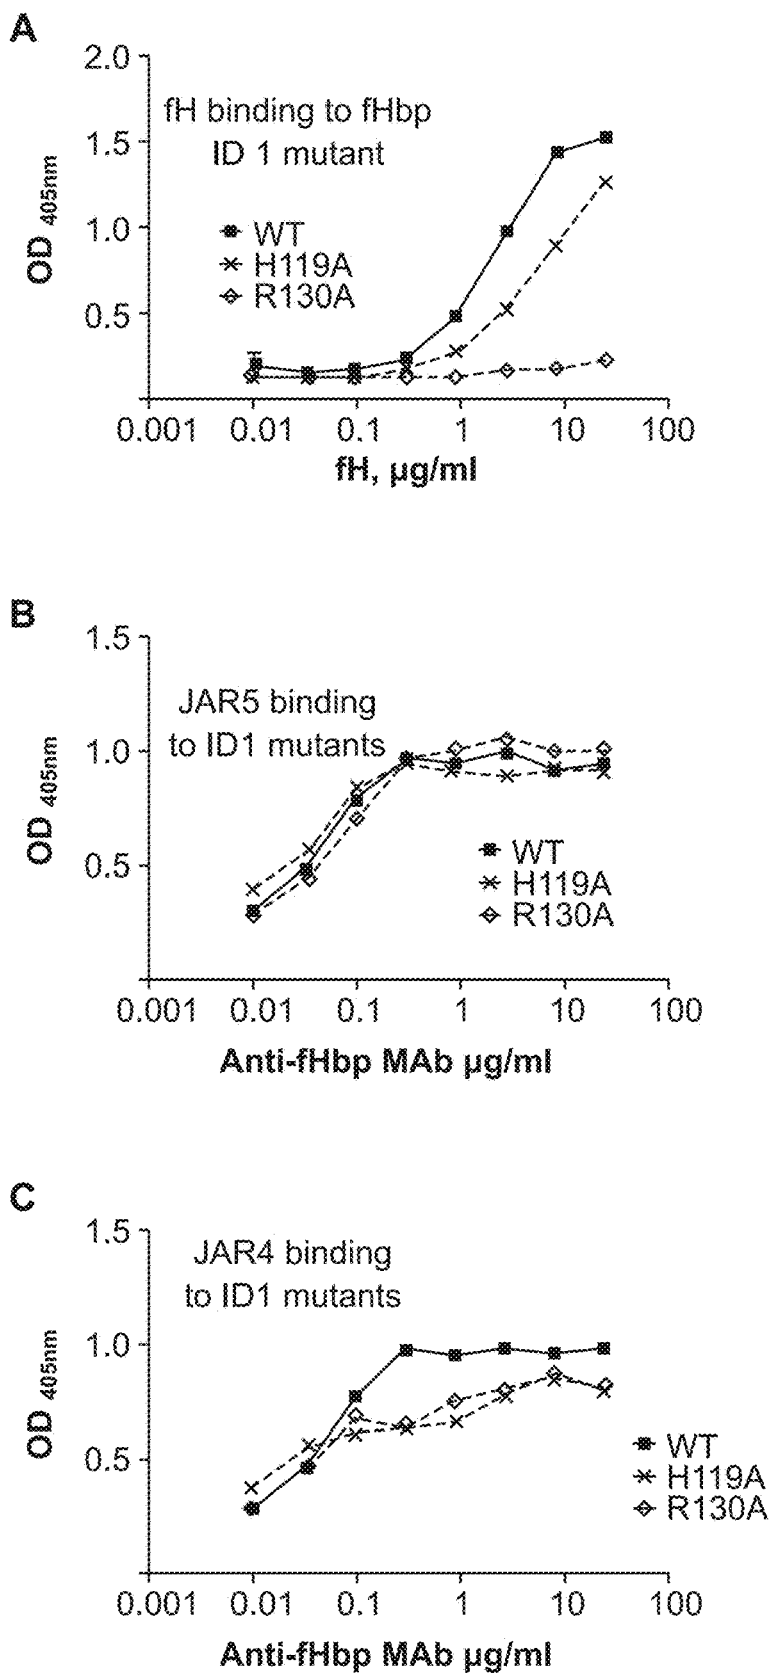 A
2.0
fH binding to fHbp
1.5
ID 1 mutant
OD 405nm
1.0
WT
H119A
R130A
0.5
0.001 0.01 0.1 1 10 100
fH, µg/ml
B
1.5
JAR5 binding
to ID1 mutants
1.0
OD 405nm
WT
0.5
H119A
R130A
0.001 0.01 0.1 1 10 100
Anti-fHbp MAb µg/ml
C
1.5
JAR4 binding
to ID1 mutants
1.0
OD 405nm
WT
0.5
H119A
R130A
0.001 0.01 0.1 1 10 100
Anti-fHbp MAb µg/ml